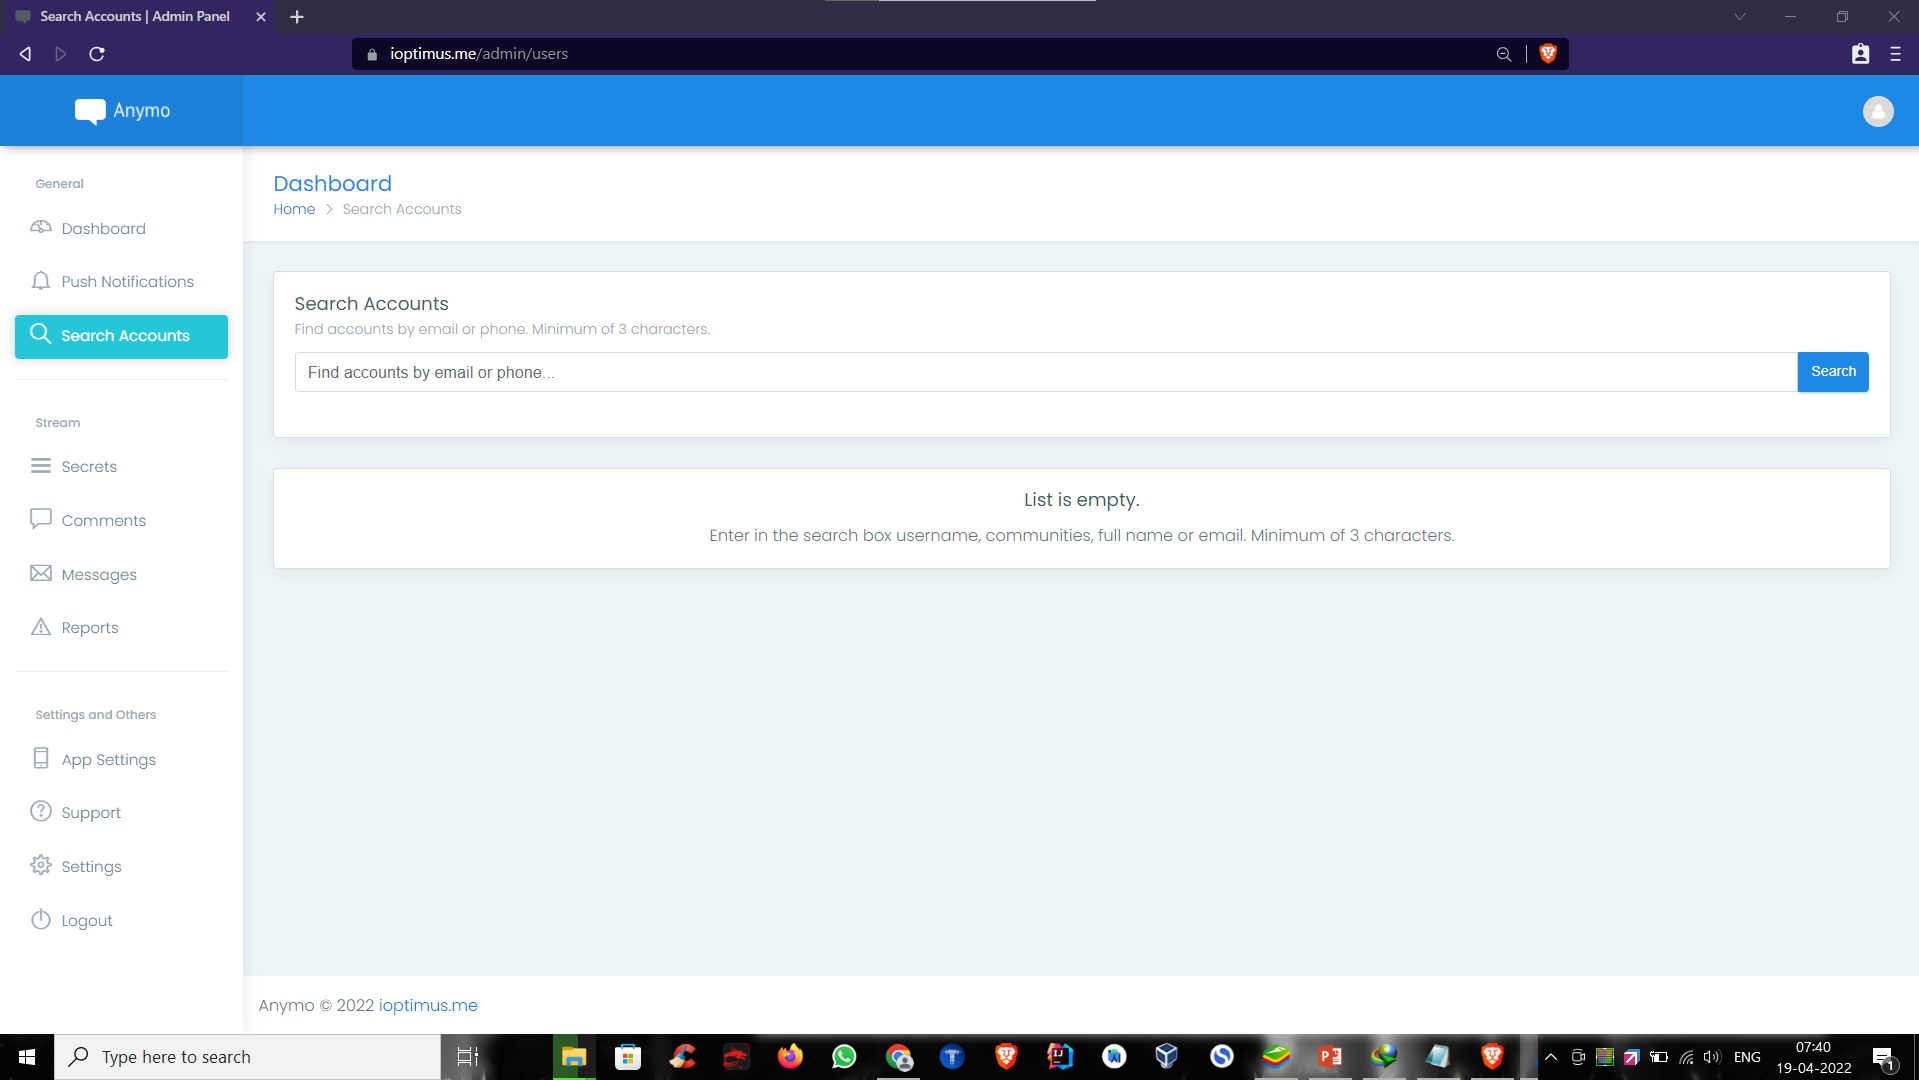 Search Accounts | Admin Panel
ioptimus.me/admin/users
Anymo
General
Dashboard
Push Notifications
Search Accounts
Stream
Secrets
Comments
Messages
Reports
Settings and Others
App Settings
Support
Settings
Logout
Dashboard
Home > Search Accounts
Search Accounts
Find accounts by email or phone. Minimum of 3 characters.
Find accounts by email or phone...
Search
List is empty.
Enter in the search box username, communities, full name or email. Minimum of 3 characters.
Anymo © 2022 ioptimus.me
Type here to search
ENG
07:40
19-04-2022
1